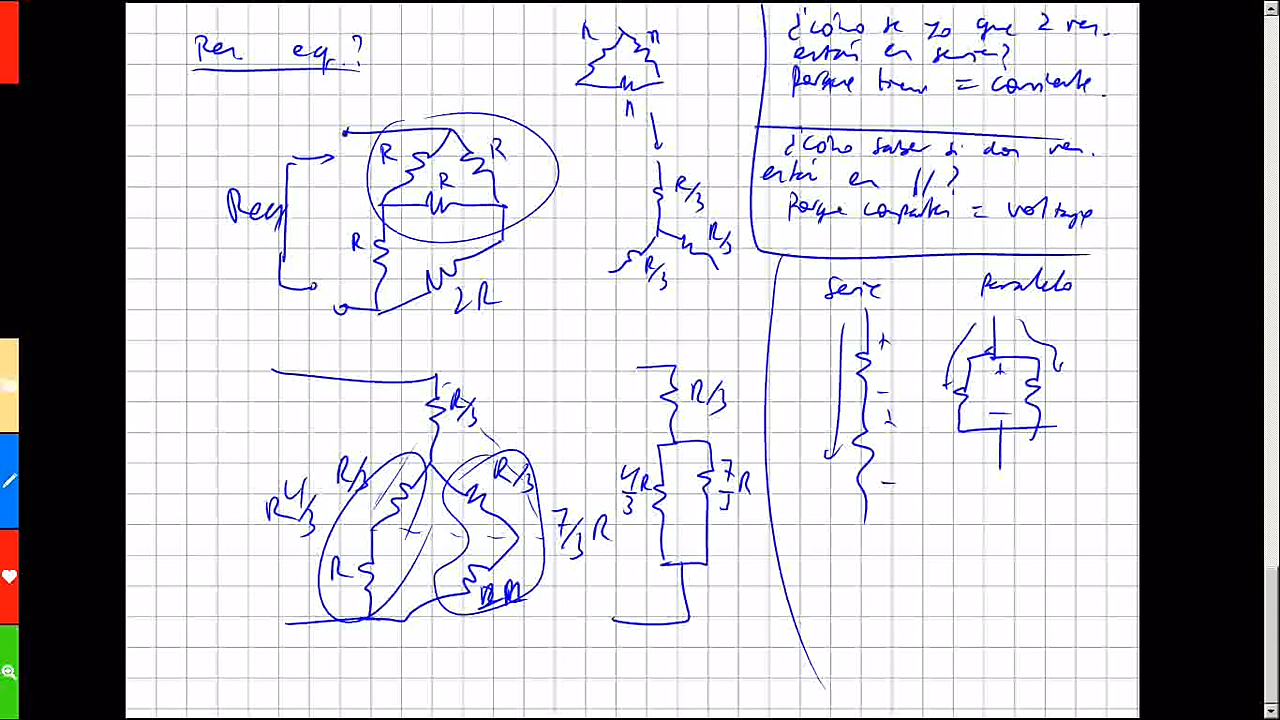 Res eq.?
R
R
R
R
R
R
2R
Req
R
R/3
R/3
R/3
¿cómo se yo que 2 res.
están en serie?
Porque tienen = corriente.
¿Cómo saber si dos res.
están en //?
Porque comparten = voltaje
Serie
Paralelo
+
-
+
-
+
-
R/3
R/3
R/3
R 4/3
R
7/3 R
R/3
4/3 R
7/3 R